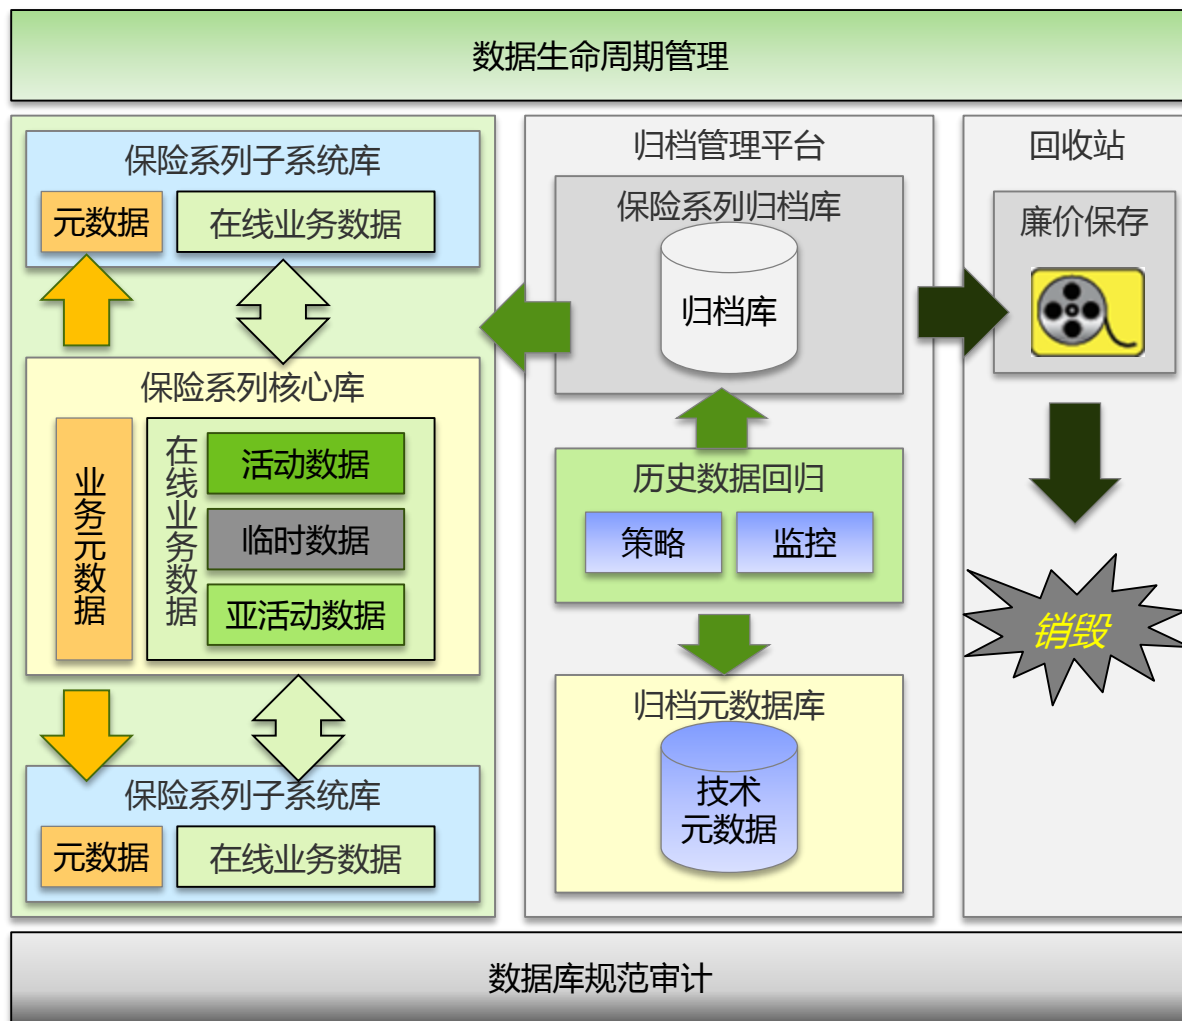 数据生命周期管理
保险系列子系统库
元数据
在线业务数据
保险系列核心库
业务元数据
在线业务数据
活动数据
临时数据
亚活动数据
保险系列子系统库
元数据
在线业务数据
归档管理平台
保险系列归档库
归档库
历史数据回归
策略
监控
归档元数据库
技术
元数据
回收站
廉价保存
销毁
数据库规范审计